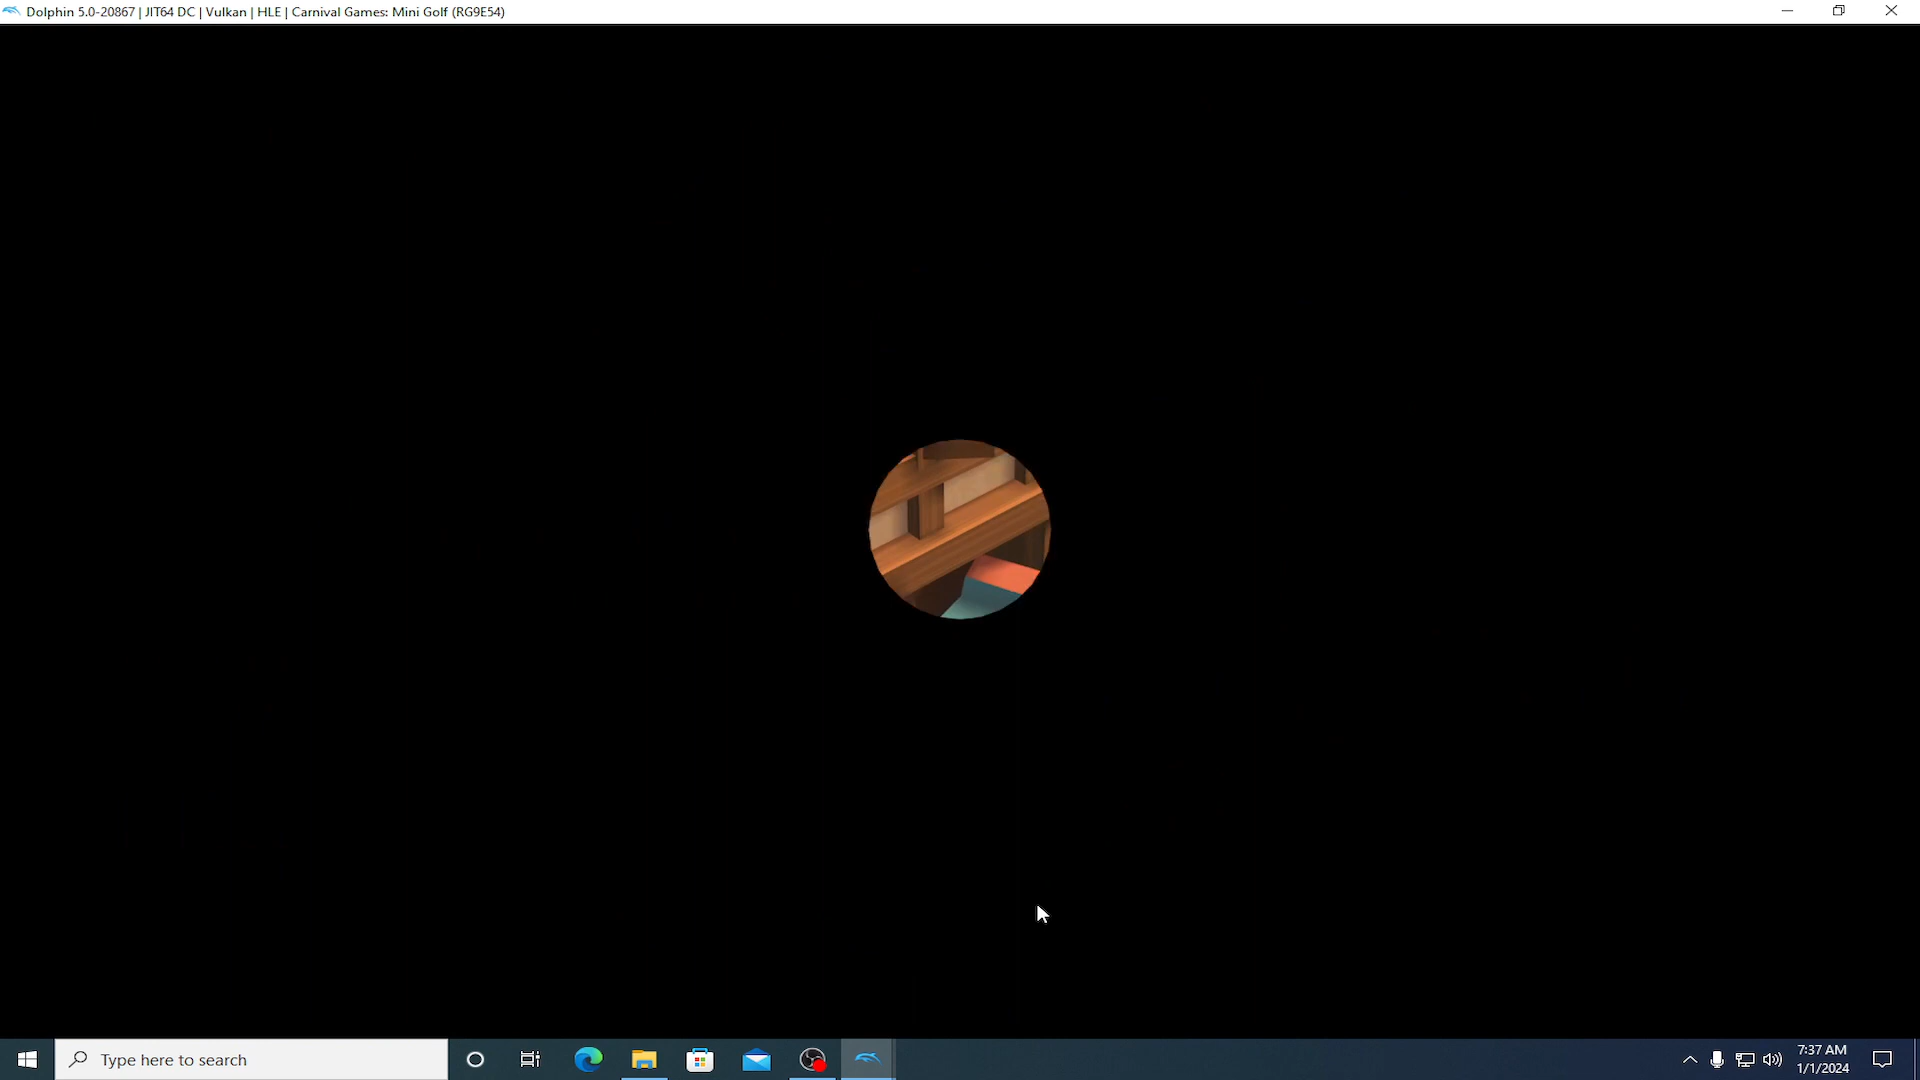 Dolphin 5.0-20867 | JIT64 DC | Vulkan | HLE | Carnival Games: Mini Golf (RG9E54)
Type here to search
7:37 AM
1/1/2024